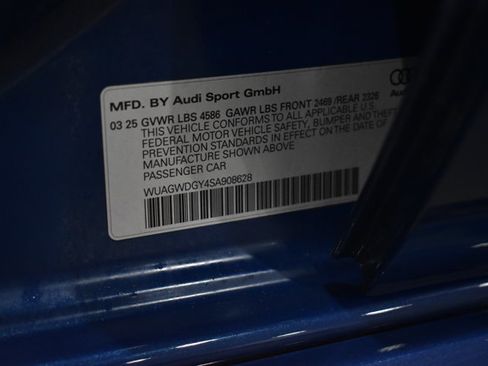 MFD. BY Audi Sport GmbH
03 25 GVWR LBS 4586 GAWR LBS FRONT 2469 /REAR 2326
THIS VEHICLE CONFORMS TO ALL APPLICABLE U.S.
FEDERAL MOTOR VEHICLE SAFETY, BUMPER AND THEFT
PREVENTION STANDARDS IN EFFECT ON THE DATE OF
MANUFACTURE SHOWN ABOVE
PASSENGER CAR
WUAGWDGY4SA908628